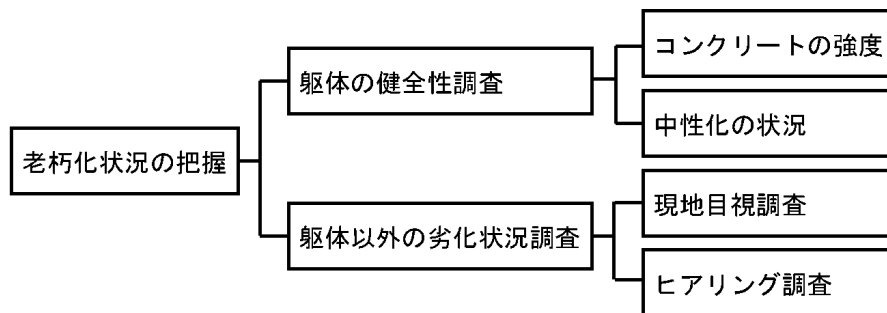 老朽化状況の把握
躯体の健全性調査
コンクリートの強度
中性化の状況
躯体以外の劣化状況調査
現地目視調査
ヒアリング調査